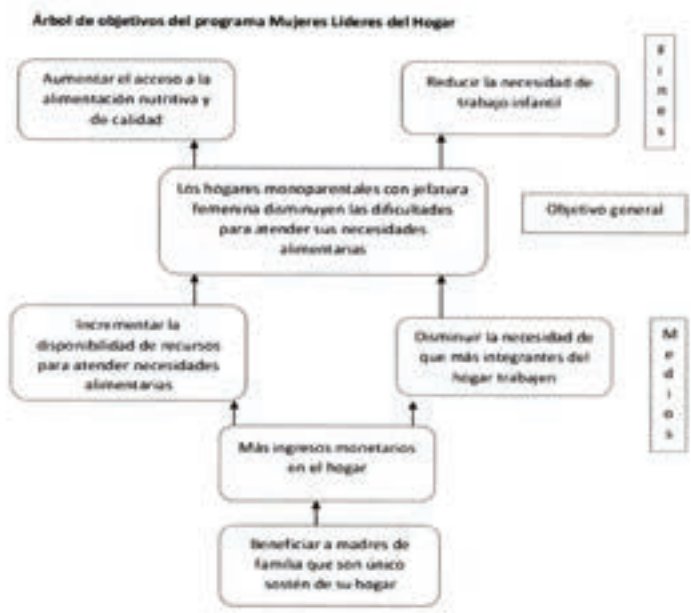 Árbol de objetivos del programa Mujeres Líderes del Hogar
Aumentar el acceso a la
alimentación nutritiva y
de calidad
Reducir la necesidad de
trabajo infantil
F
i
n
e
s
Los hogares monoparentales con jefatura
femenina disminuyen las dificultades
para atender sus necesidades
alimentarias
Objetivo general
Incrementar la
disponibilidad de recursos
para atender necesidades
alimentarias
Disminuir la necesidad de
que más integrantes del
hogar trabajen
M
e
d
i
o
s
Más ingresos monetarios
en el hogar
Beneficiar a madres de
familia que son único
sostén de su hogar